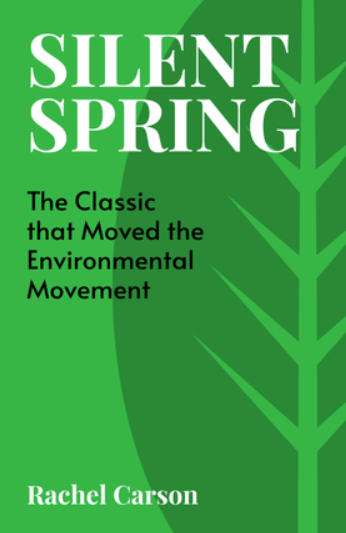 SILENT
SPRING
The Classic
that Moved the
Environmental
Movement
Rachel Carson